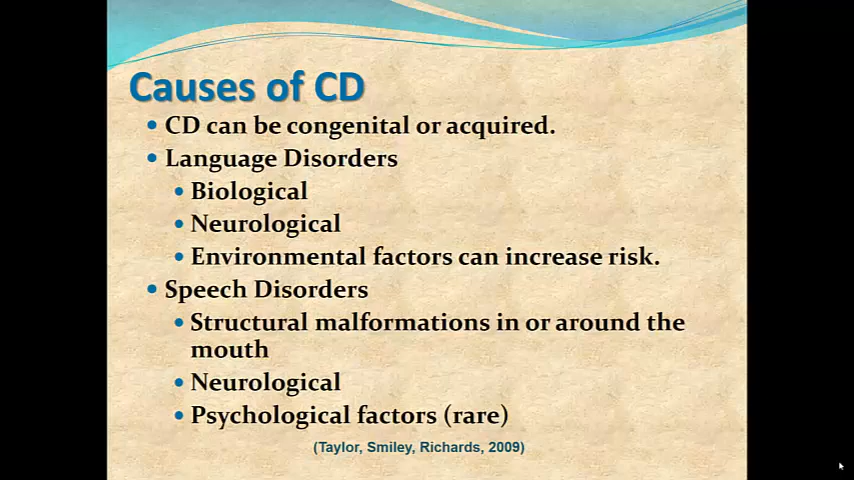 Causes of CD
• CD can be congenital or acquired.
• Language Disorders
• Biological
• Neurological
• Environmental factors can increase risk.
• Speech Disorders
• Structural malformations in or around the
mouth
• Neurological
• Psychological factors (rare)
(Taylor, Smiley, Richards, 2009)